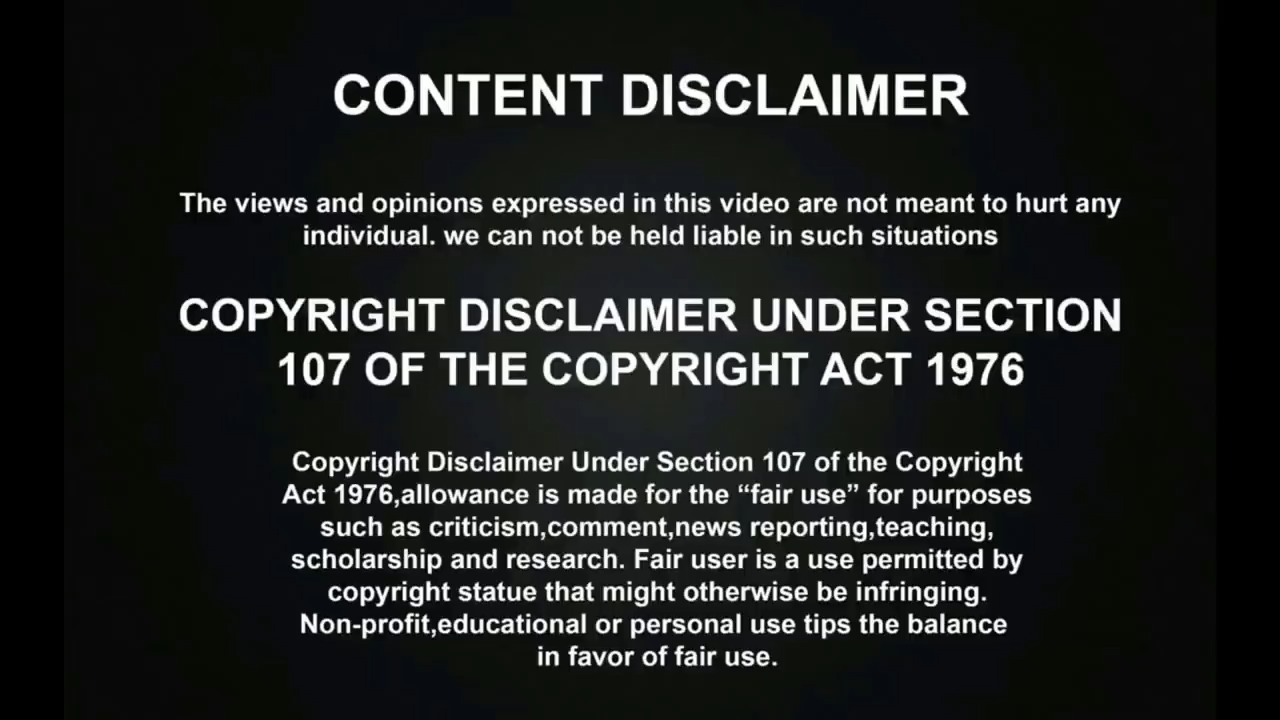 CONTENT DISCLAIMER
The views and opinions expressed in this video are not meant to hurt any
individual. we can not be held liable in such situations
COPYRIGHT DISCLAIMER UNDER SECTION
107 OF THE COPYRIGHT ACT 1976
Copyright Disclaimer Under Section 107 of the Copyright
Act 1976,allowance is made for the “fair use” for purposes
such as criticism,comment,news reporting,teaching,
scholarship and research. Fair user is a use permitted by
copyright statue that might otherwise be infringing.
Non-profit,educational or personal use tips the balance
in favor of fair use.